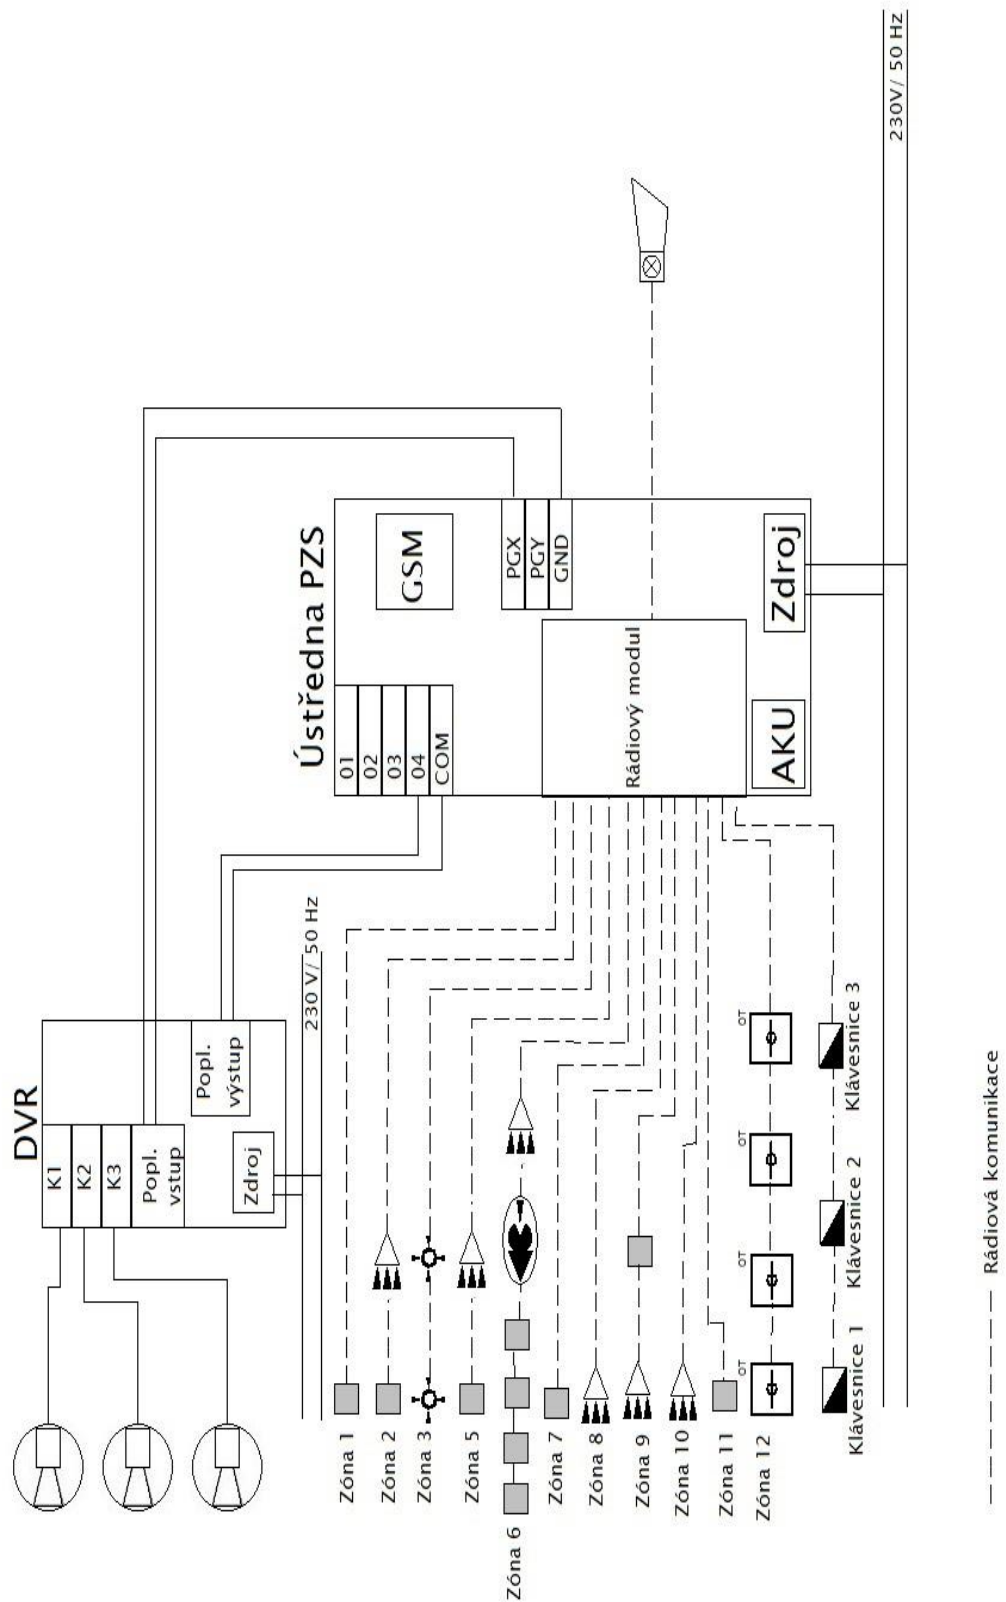 DVR
K1
K2
K3
Popl.
vstup
Popl.
výstup
Zdroj
230 V/ 50 Hz
Ústředna PZS
01
02
03
04
COM
GSM
PGX
PGY
GND
Rádiový modul
AKU
Zdroj
Zóna 1
Zóna 2
Zóna 3
Zóna 5
Zóna 6
Zóna 7
Zóna 8
Zóna 9
Zóna 10
Zóna 11
Zóna 12
OT
OT
OT
OT
Klávesnice 1
Klávesnice 2
Klávesnice 3
230V/ 50 Hz
Rádiová komunikace